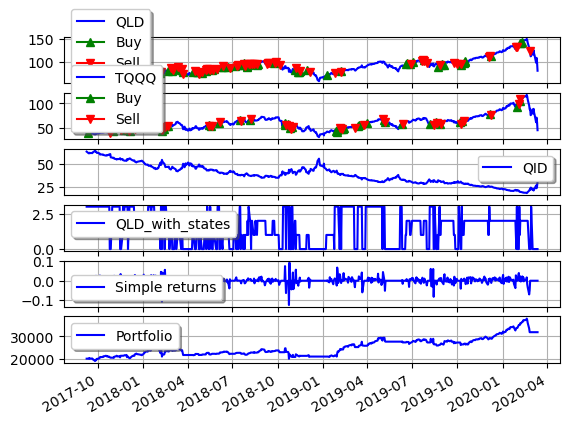 QLD
Buy
Sell
150
100
TQQQ
Buy
Sell
100
50
QID
50
25
QLD_with_states
2.5
0.0
Simple returns
0.1
0.0
−0.1
Portfolio
30000
20000
2017-10
2018-01
2018-04
2018-07
2018-10
2019-01
2019-04
2019-07
2019-10
2020-01
2020-04